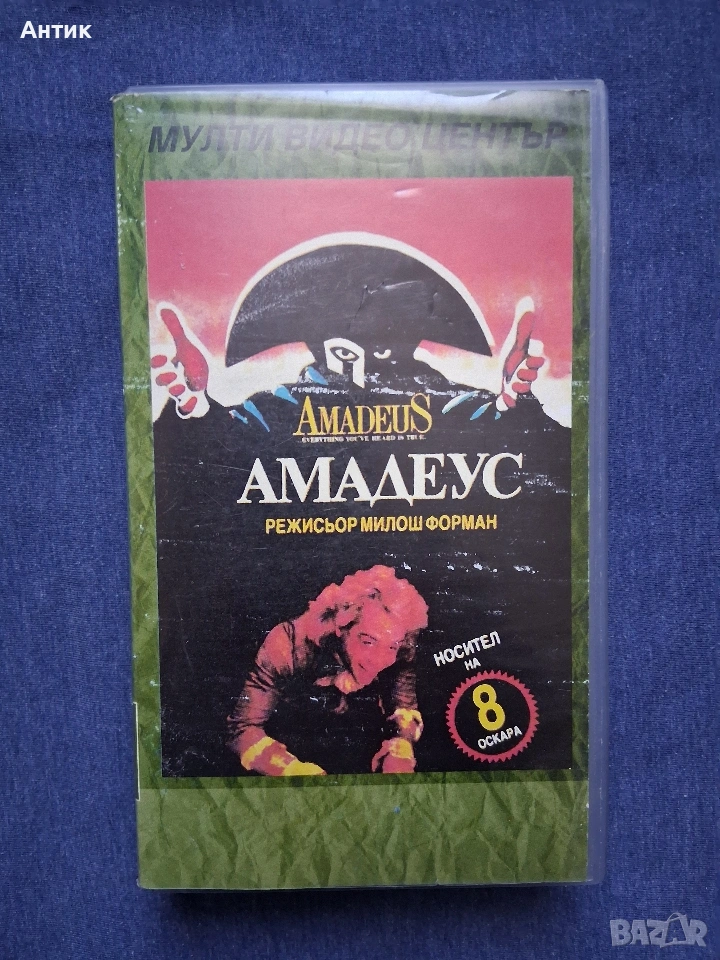 Антик
МУЛТИ ВИДЕО ЦЕНТЪР
AMADEUS
...EVERYTHING YOU'VE HEARD IS TRUE.
АМАДЕУС
РЕЖИСЬОР МИЛОШ ФОРМАН
НОСИТЕЛ
НА
8
ОСКАРА
BAZAR